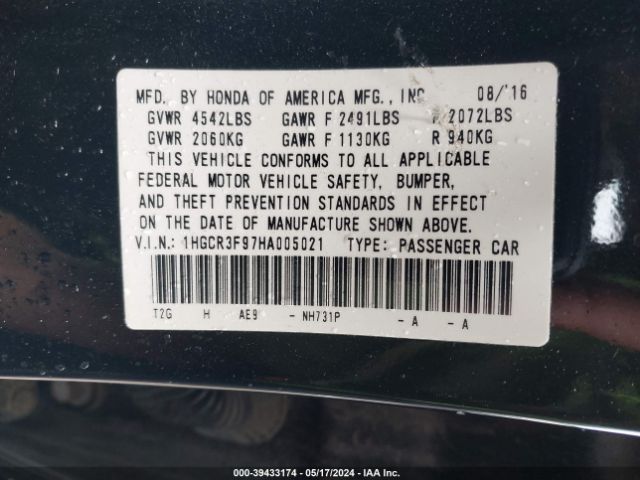 MFD. BY HONDA OF AMERICA MFG., INC 08/'16
GVWR 4542LBS GAWR F 2491LBS R 2072LBS
GVWR 2060KG GAWR F 1130KG R 940KG
THIS VEHICLE CONFORMS TO ALL APPLICABLE
FEDERAL MOTOR VEHICLE SAFETY, BUMPER,
AND THEFT PREVENTION STANDARDS IN EFFECT
ON THE DATE OF MANUFACTURE SHOWN ABOVE.
V.I.N.: 1HGCR3F97HA005021 TYPE: PASSENGER CAR
T2G H AE9 - NH731P - A - A
000-39433174 - 05/17/2024 - IAA Inc.